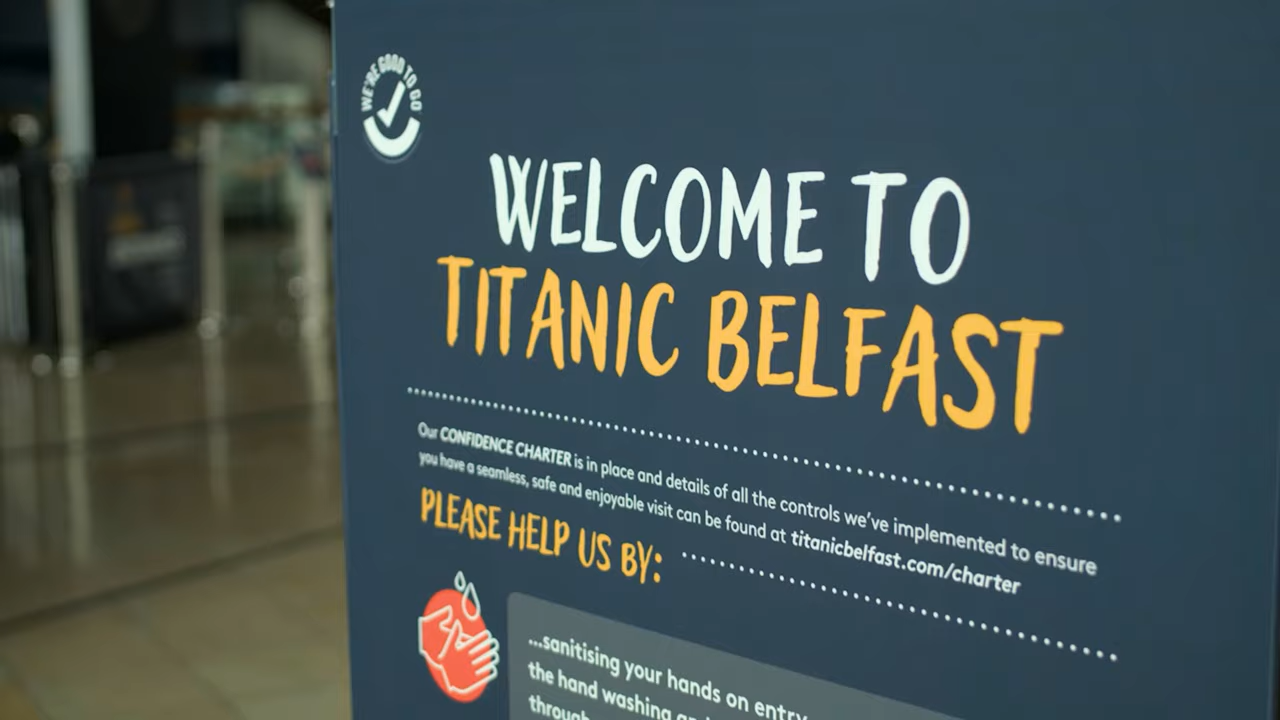 WE'RE GOOD TO GO
WELCOME TO
TITANIC BELFAST
Our CONFIDENCE CHARTER is in place and details of all the controls we've implemented to ensure
you have a seamless, safe and enjoyable visit can be found at titanicbelfast.com/charter
PLEASE HELP US BY:
...sanitising your hands on entry
the hand washing